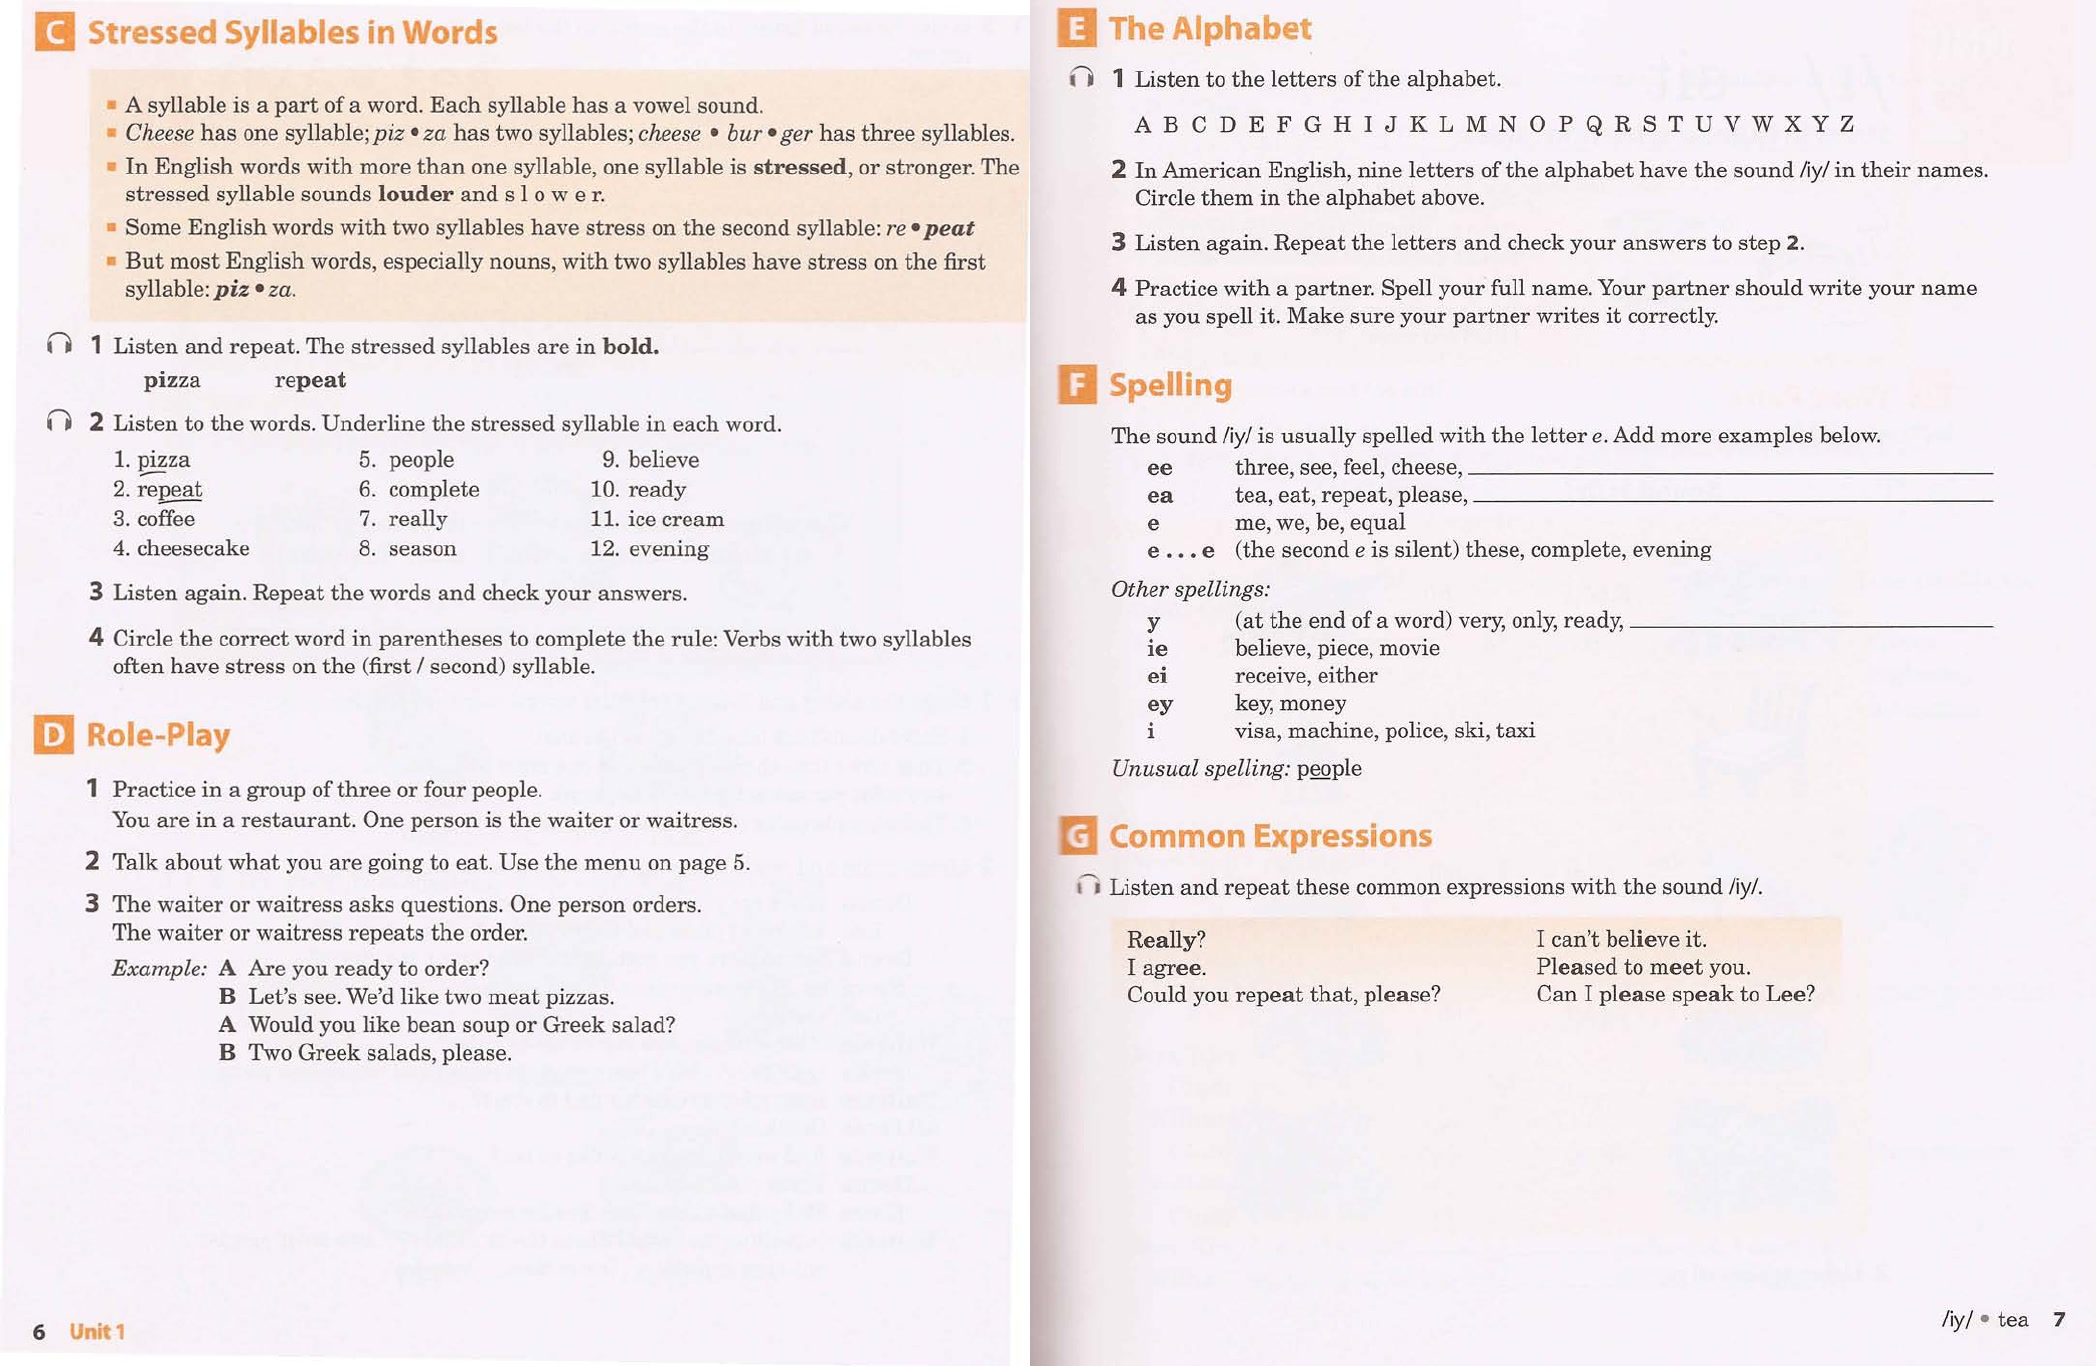 C Stressed Syllables in Words
▪ A syllable is a part of a word. Each syllable has a vowel sound.
▪ Cheese has one syllable; piz • za has two syllables; cheese • bur • ger has three syllables.
▪ In English words with more than one syllable, one syllable is stressed, or stronger. The
stressed syllable sounds louder and s l o w e r.
▪ Some English words with two syllables have stress on the second syllable: re • peat
▪ But most English words, especially nouns, with two syllables have stress on the first
syllable: piz • za.
1 Listen and repeat. The stressed syllables are in bold.
pizza repeat
2 Listen to the words. Underline the stressed syllable in each word.
1. pizza 5. people 9. believe
2. repeat 6. complete 10. ready
3. coffee 7. really 11. ice cream
4. cheesecake 8. season 12. evening
3 Listen again. Repeat the words and check your answers.
4 Circle the correct word in parentheses to complete the rule: Verbs with two syllables
often have stress on the (first / second) syllable.
D Role-Play
1 Practice in a group of three or four people.
You are in a restaurant. One person is the waiter or waitress.
2 Talk about what you are going to eat. Use the menu on page 5.
3 The waiter or waitress asks questions. One person orders.
The waiter or waitress repeats the order.
Example: A Are you ready to order?
B Let's see. We'd like two meat pizzas.
A Would you like bean soup or Greek salad?
B Two Greek salads, please.
6 Unit 1
E The Alphabet
1 Listen to the letters of the alphabet.
A B C D E F G H I J K L M N O P Q R S T U V W X Y Z
2 In American English, nine letters of the alphabet have the sound /iy/ in their names.
Circle them in the alphabet above.
3 Listen again. Repeat the letters and check your answers to step 2.
4 Practice with a partner. Spell your full name. Your partner should write your name
as you spell it. Make sure your partner writes it correctly.
F Spelling
The sound /iy/ is usually spelled with the letter e. Add more examples below.
ee three, see, feel, cheese,
ea tea, eat, repeat, please,
e me, we, be, equal
e . . . e (the second e is silent) these, complete, evening
Other spellings:
y (at the end of a word) very, only, ready,
ie believe, piece, movie
ei receive, either
ey key, money
i visa, machine, police, ski, taxi
Unusual spelling: people
G Common Expressions
Listen and repeat these common expressions with the sound /iy/.
Really? I can't believe it.
I agree. Pleased to meet you.
Could you repeat that, please? Can I please speak to Lee?
/iy/ • tea 7